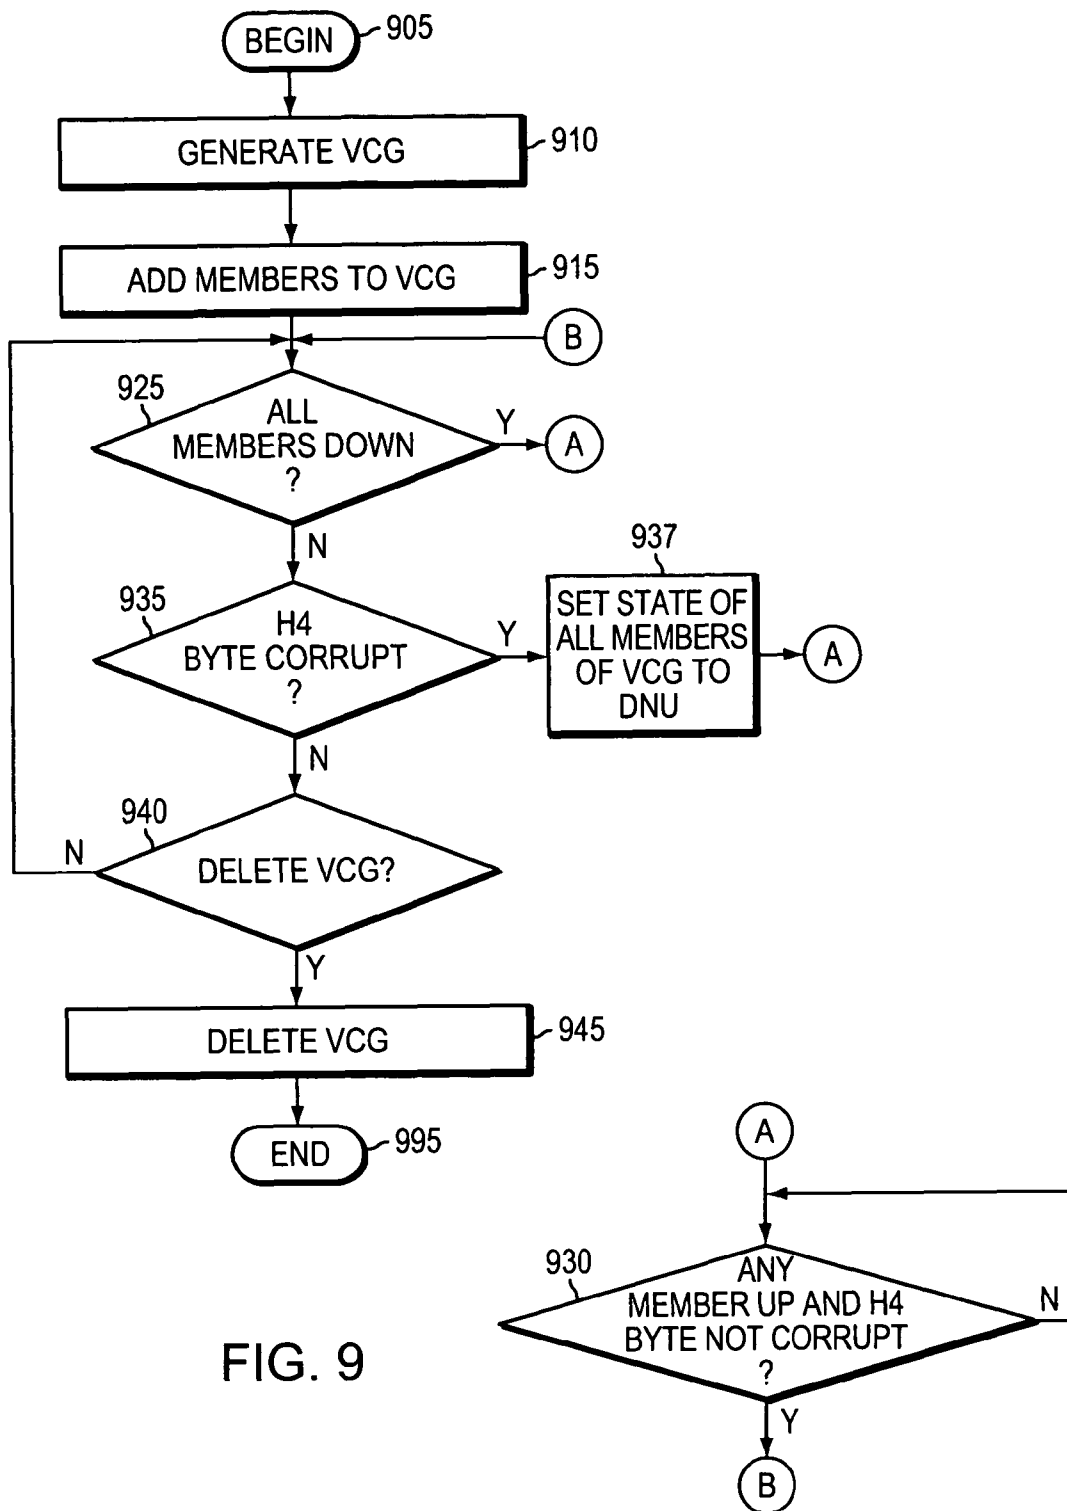 BEGIN
905
GENERATE VCG
910
ADD MEMBERS TO VCG
915
B
925
ALL
MEMBERS DOWN
?
Y
A
N
935
H4
BYTE CORRUPT
?
Y
937
SET STATE OF
ALL MEMBERS
OF VCG TO
DNU
A
N
940
DELETE VCG?
N
Y
DELETE VCG
945
END
995
A
930
ANY
MEMBER UP AND H4
BYTE NOT CORRUPT
?
N
Y
B
FIG. 9